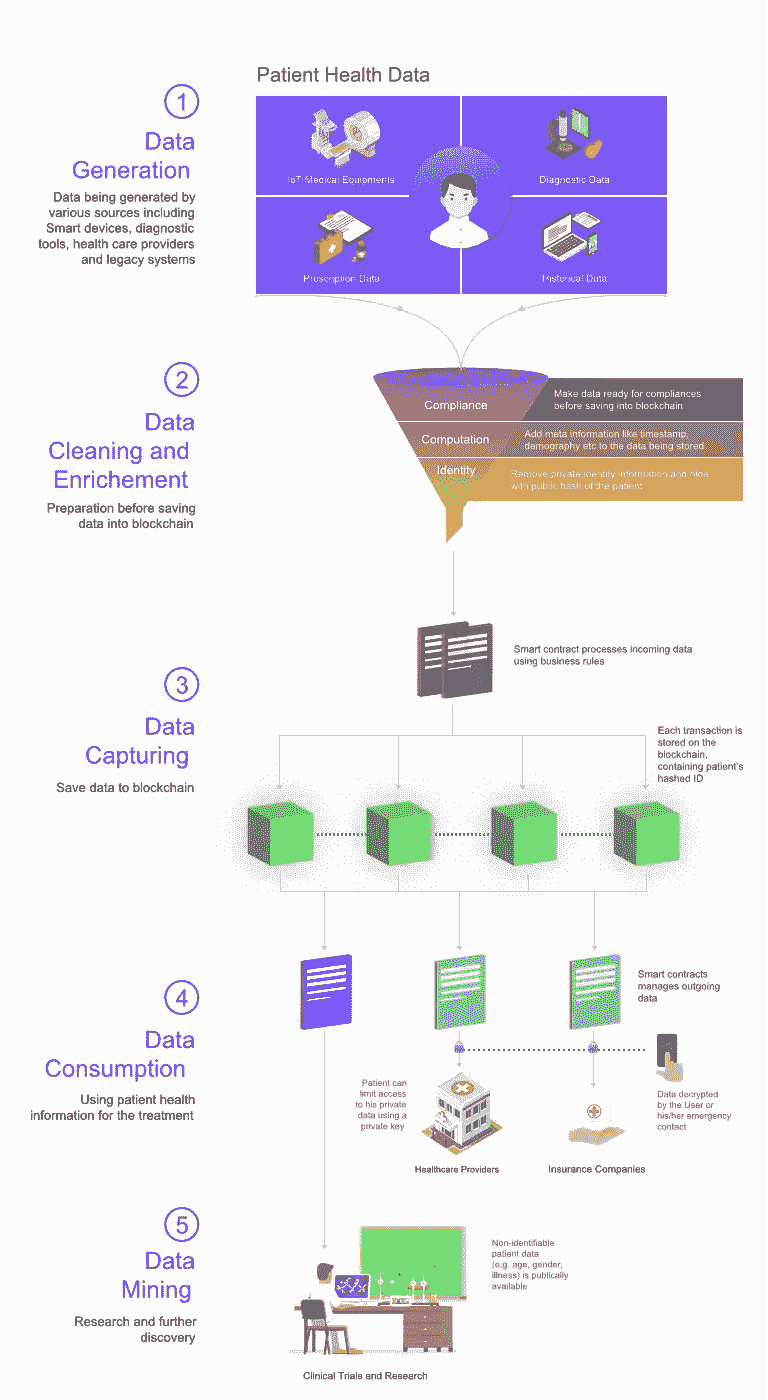 Patient Health Data
1
Data
Generation
Data being generated by
various sources including
Smart devices, diagnostic
tools, health care providers
and legacy systems
IoT Medical Equipments
Diagnostic Data
Prescription Data
Historical Data
2
Data
Cleaning and
Enrichement
Preparation before saving
data into blockchain
Compliance
Make data ready for compliances
before saving into blockchain
Computation
Add meta information like timestamp,
demography etc to the data being stored
Identity
Remove private identity information and hide
with public hash of the patient
Smart contract processes incoming data
using business rules
3
Data
Capturing
Save data to blockchain
Each transaction is
stored on the
blockchain,
containing patient's
hashed ID
4
Data
Consumption
Using patient health
information for the treatment
Smart contracts
manages outgoing
data
Patient can
limit access
to his private
data using a
private key
Data decrypted
by the User or
his/her emergency
contact
Healthcare Providers
Insurance Companies
5
Data
Mining
Research and further
discovery
Non-identifiable
patient data
(e.g. age, gender,
illness) is publically
available
Clinical Trials and Research